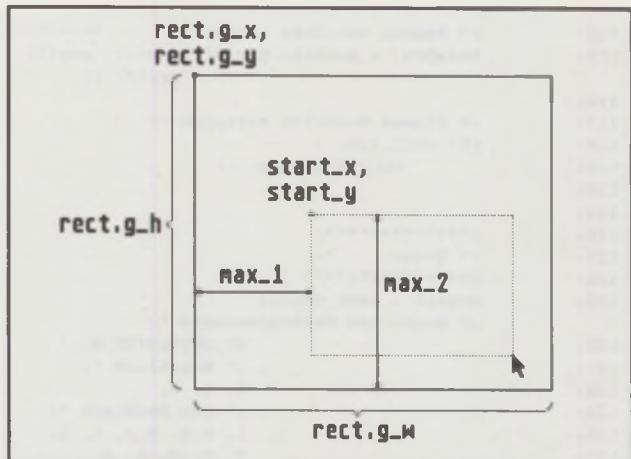 rect.g_x,
rect.g_y
start_x,
start_y
rect.g_h
max_1
max_2
rect.g_w